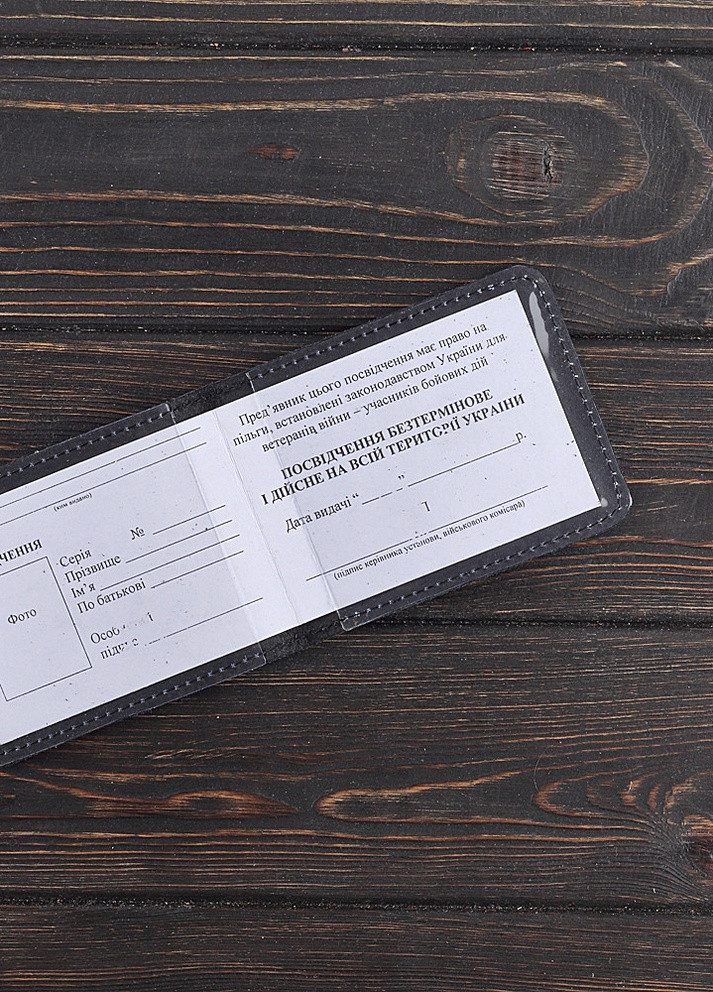 (ким видано)
ЧЕННЯ
Фото
Серія № 
Прізвище
Ім'я
По батькові
Пред'явник цього посвідчення має право на
пільги, встановлені законодавством України для
ветеранів війни – учасників бойових дій
ПОСВІДЧЕННЯ БЕЗТЕРМІНОВЕ
І ДІЙСНЕ НА ВСІЙ ТЕРИТОРІЇ УКРАЇНИ
Дата видачі “ ___ ” ____________ р.
(підпис керівника установи, військового комісара)